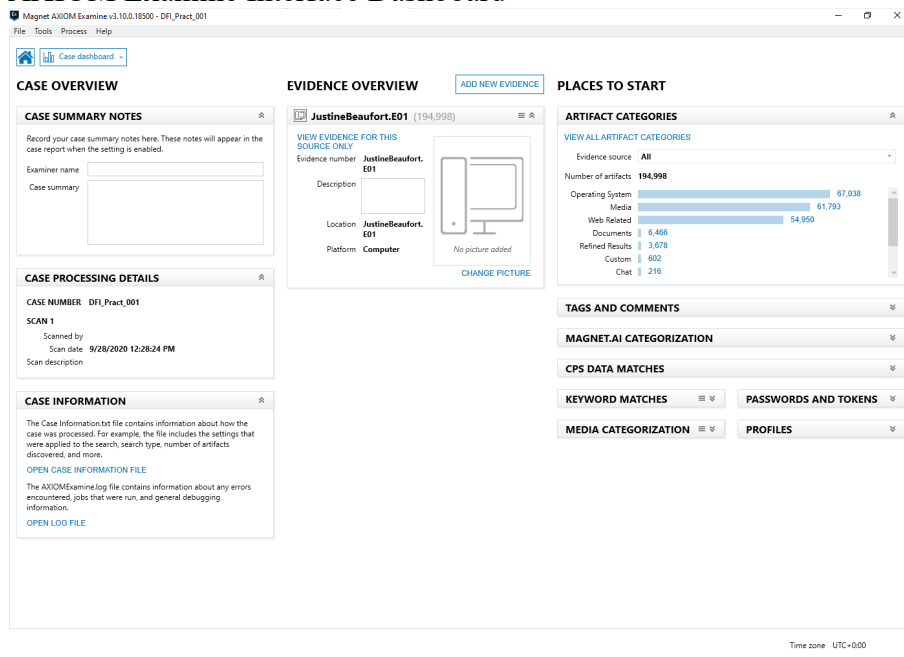 Magnet AXIOM Examine v3.10.0.18500 - DFI_Pract_001
File Tools Process Help
Case dashboard
CASE OVERVIEW
CASE SUMMARY NOTES
Record your case summary notes here. These notes will appear in the
case report when the setting is enabled.
Examiner name
Case summary
CASE PROCESSING DETAILS
CASE NUMBER DFI_Pract_001
SCAN 1
Scanned by
Scan date 9/28/2020 12:28:24 PM
Scan description
CASE INFORMATION
The Case Information.txt file contains information about how the
case was processed. For example, the file includes the settings that
were applied to the search, search type, number of artifacts
discovered, and more.
OPEN CASE INFORMATION FILE
The AXIOMExamine.log file contains information about any errors
encountered, jobs that were run, and general debugging
information.
OPEN LOG FILE
EVIDENCE OVERVIEW
ADD NEW EVIDENCE
JustineBeaufort.E01 (194,998)
VIEW EVIDENCE FOR THIS
SOURCE ONLY
Evidence number JustineBeaufort.
E01
Description
Location JustineBeaufort.
E01
Platform Computer
No picture added
CHANGE PICTURE
PLACES TO START
ARTIFACT CATEGORIES
VIEW ALL ARTIFACT CATEGORIES
Evidence source All
Number of artifacts 194,998
Operating System 67,038
Media 61,793
Web Related 54,950
Documents 6,466
Refined Results 3,678
Custom 602
Chat 216
TAGS AND COMMENTS
MAGNET.AI CATEGORIZATION
CPS DATA MATCHES
KEYWORD MATCHES
PASSWORDS AND TOKENS
MEDIA CATEGORIZATION
PROFILES
Time zone UTC+0:00